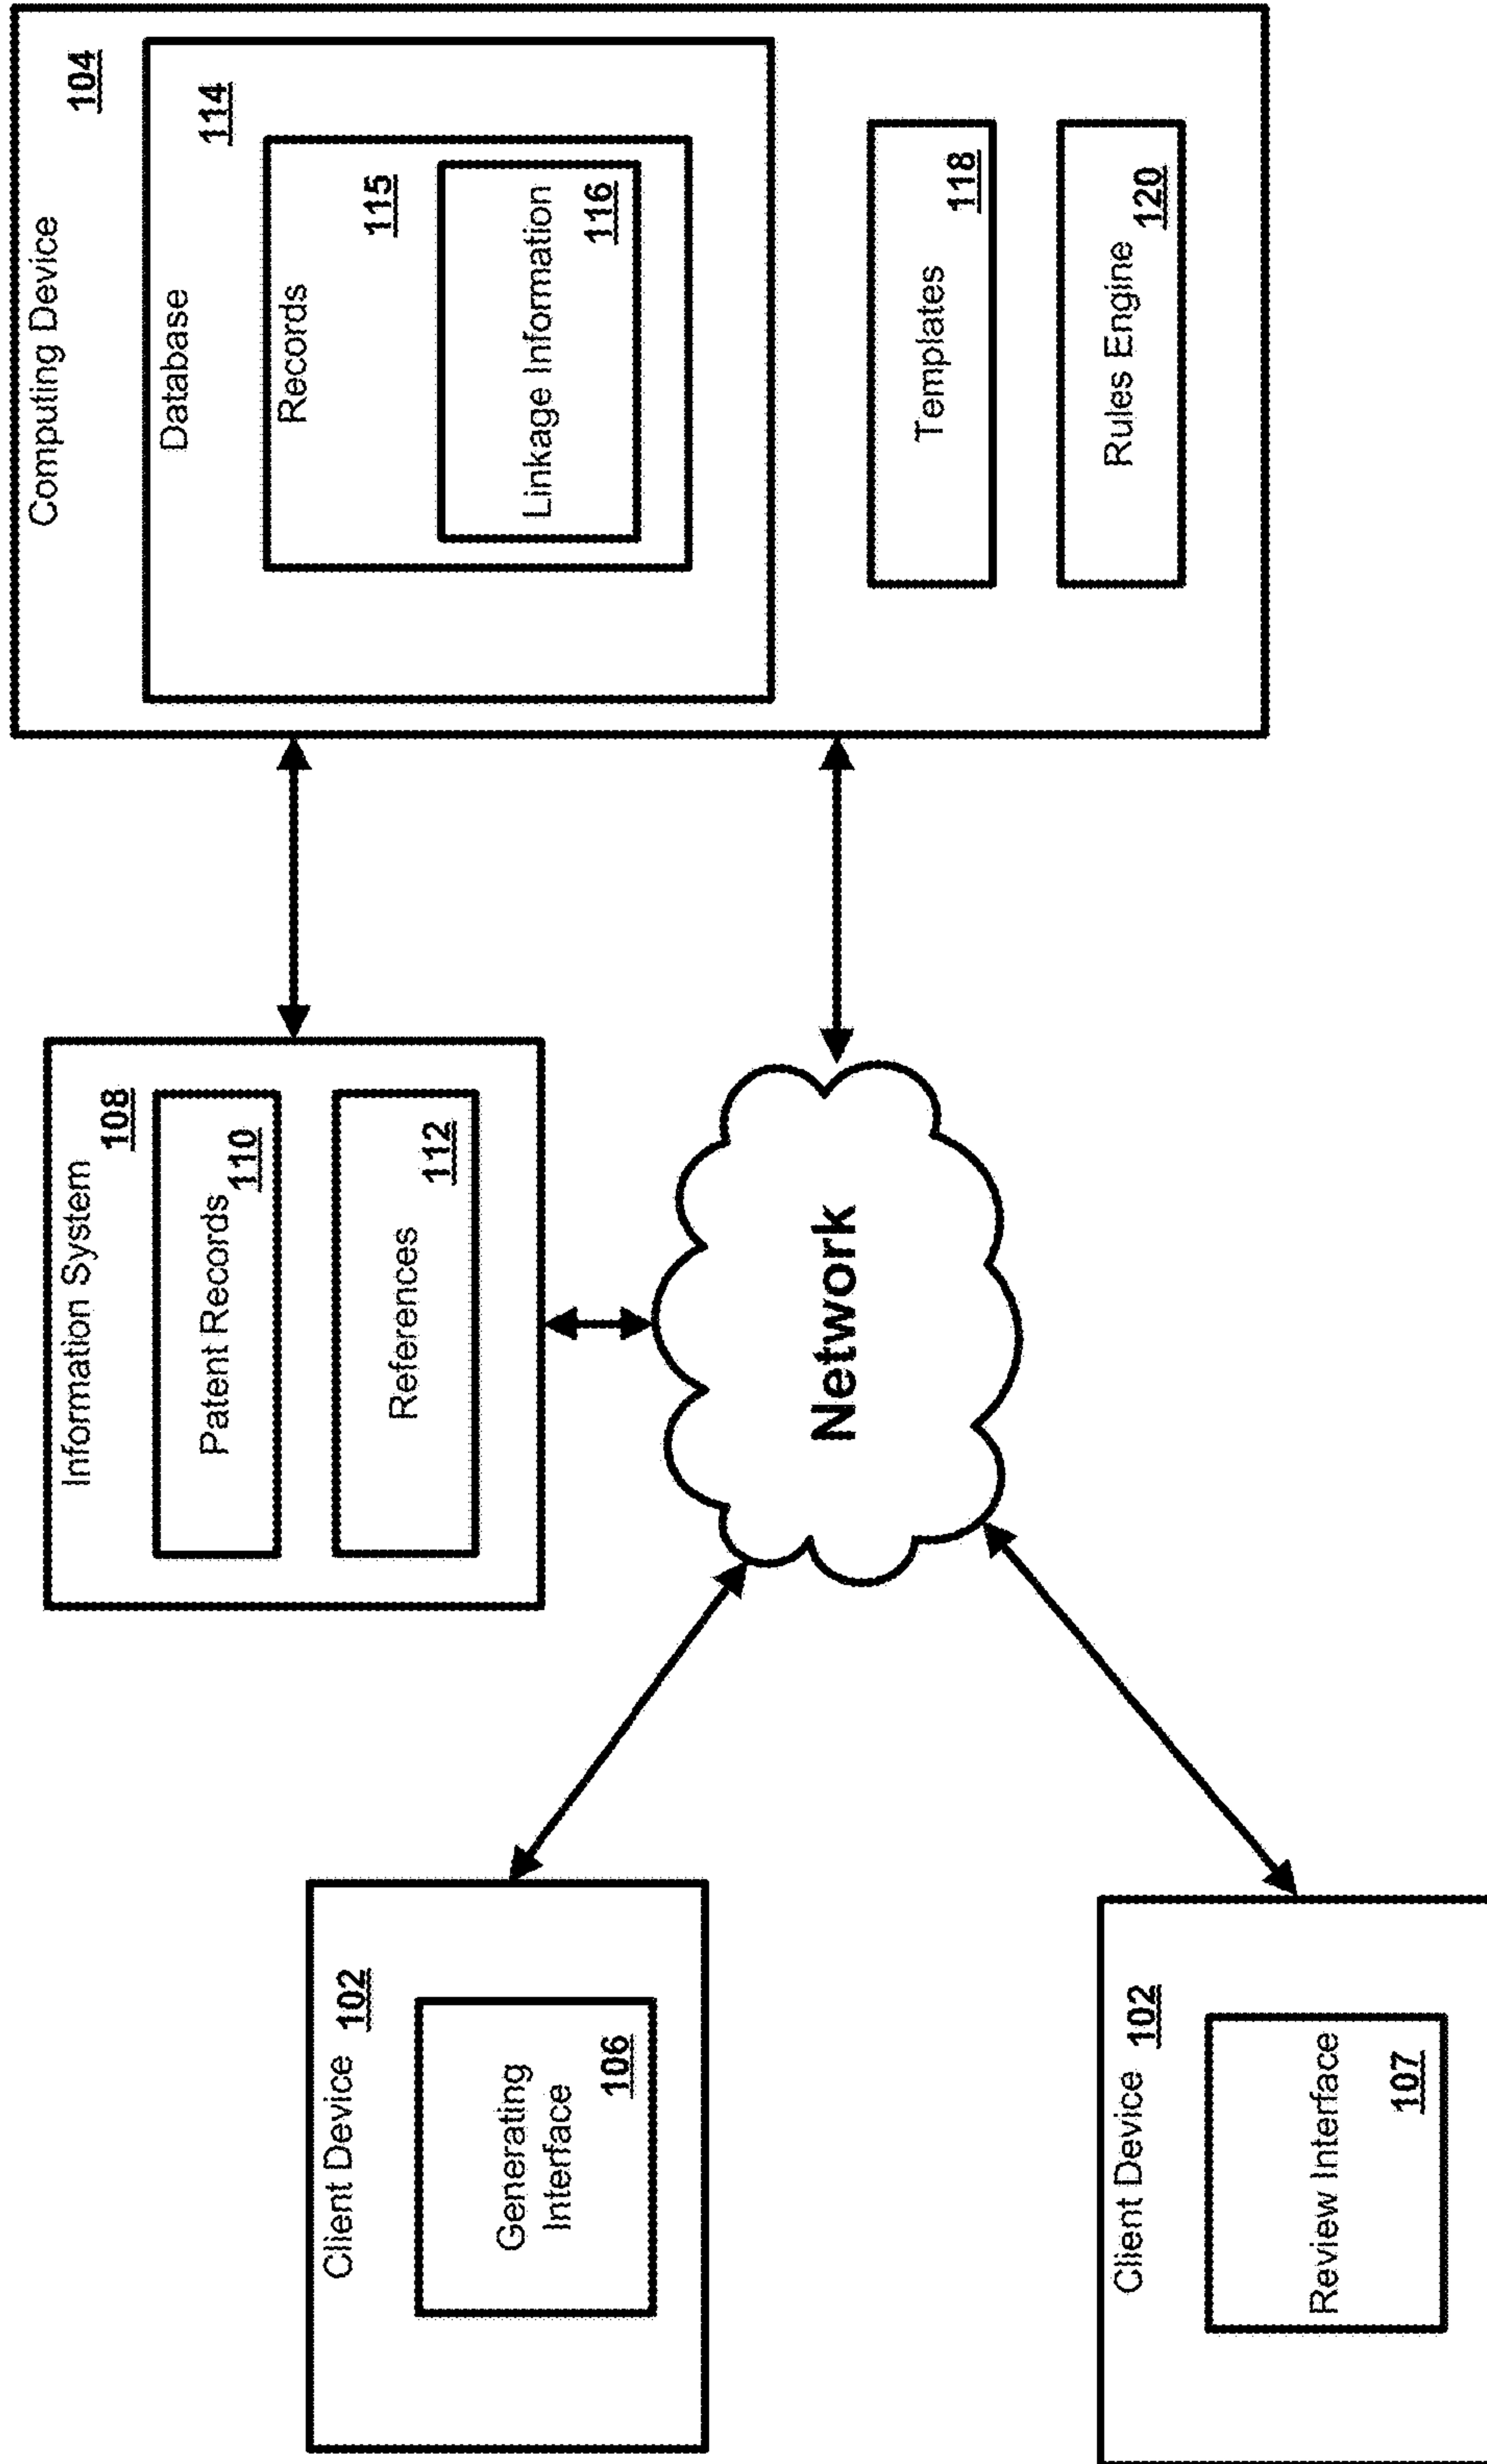 Client Device 102
Generating
Interface
106
Client Device 102
Review Interface
107
Information System
108
Patent Records
110
References
112
Network
Computing Device
104
Database
114
Records
115
Linkage Information
116
Templates
118
Rules Engine
120